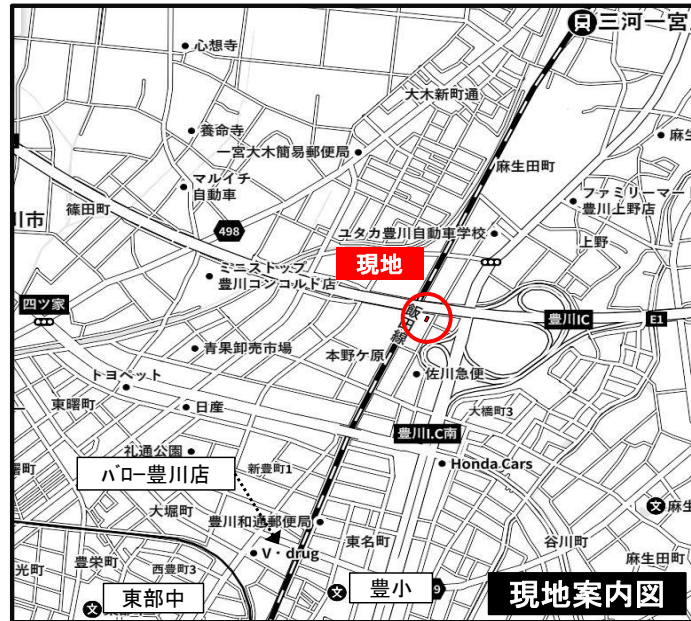 三河一宮
心想寺
大木新町通
養命寺
一宮大木簡易郵便局
麻生田町
マルイチ
自動車
ファミリーマー
豊川上野店
篠田町
川市
498
ユタカ豊川自動車学校
上野
現地
ミニストップ
豊川コンコルド店
四ツ家
飯田線
豊川IC
E1
青果卸売市場
本野ケ原
トヨペット
佐川急便
東曙町
日産
大橋町3
豊川I.C南
礼通公園
Honda Cars
曙町
バロー豊川店
新豊町1
大堀町
豊川和通郵便局
V・drug
東名町
谷川町
豊栄町
光町
西豊町3
麻生田町
東部中
豊小
9
現地案内図
文
文
文